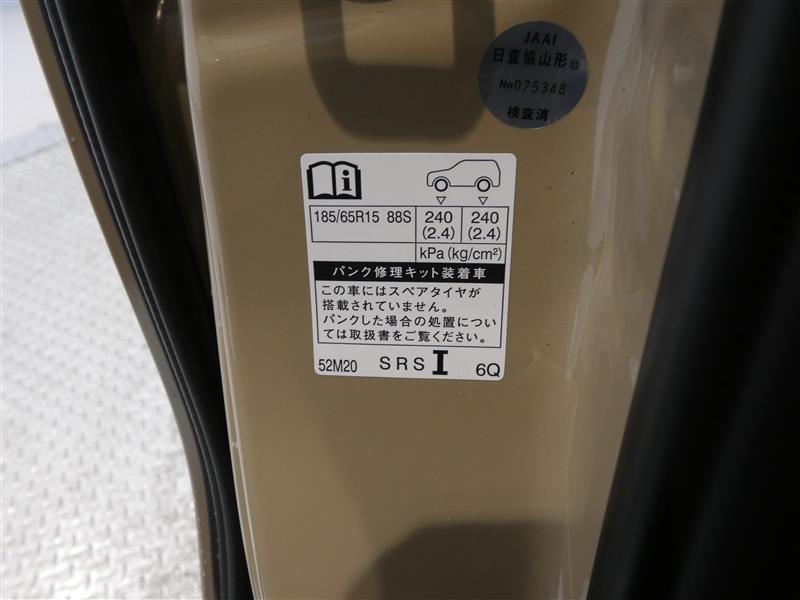 JAAI
日査協山形
No075348
検査済
i
185/65R15 88S 240 240
(2.4) (2.4)
kPa(kg/cm²)
パンク修理キット装着車
この車にはスペアタイヤが
搭載されていません。
パンクした場合の処置につい
ては取扱書をご覧ください。
52M20 SRS I 6Q